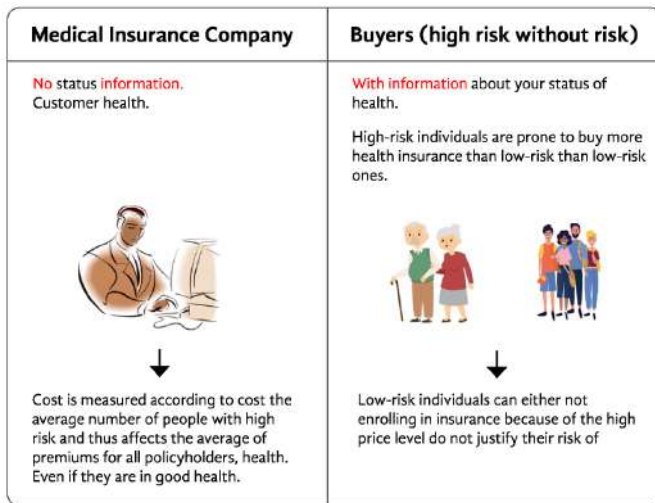 Medical Insurance Company
No status information.
Customer health.
Cost is measured according to cost the
average number of people with high
risk and thus affects the average of
premiums for all policyholders, health.
Even if they are in good health.
Buyers (high risk without risk)
With information about your status of
health.
High-risk individuals are prone to buy more
health insurance than low-risk than low-risk
ones.
Low-risk individuals can either not
enrolling in insurance because of the high
price level do not justify their risk of